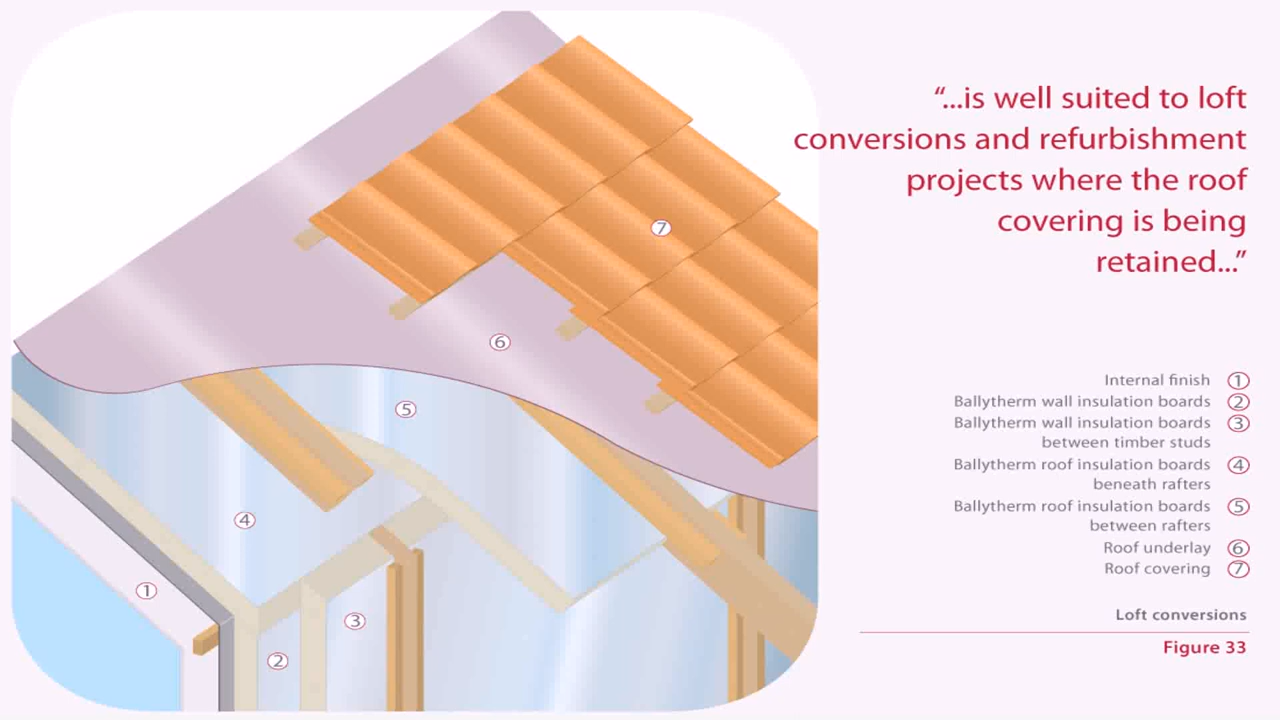 “...is well suited to loft
conversions and refurbishment
projects where the roof
covering is being
retained...”
Internal finish 1
Ballytherm wall insulation boards 2
Ballytherm wall insulation boards 3
between timber studs
Ballytherm roof insulation boards 4
beneath rafters
Ballytherm roof insulation boards 5
between rafters
Roof underlay 6
Roof covering 7
Loft conversions
Figure 33
7
6
5
4
1
3
2